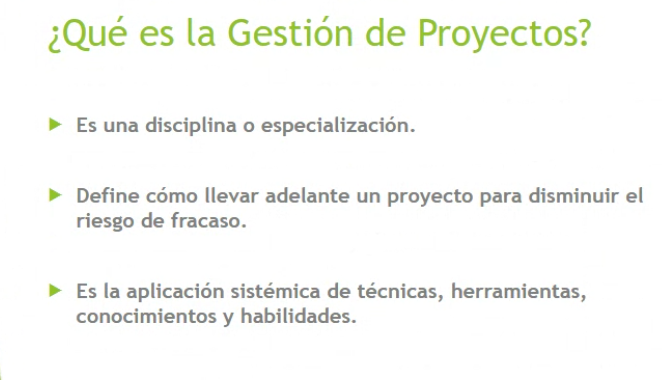 ¿Qué es la Gestión de Proyectos?
Es una disciplina o especialización.
Define cómo llevar adelante un proyecto para disminuir el
riesgo de fracaso.
Es la aplicación sistémica de técnicas, herramientas,
conocimientos y habilidades.